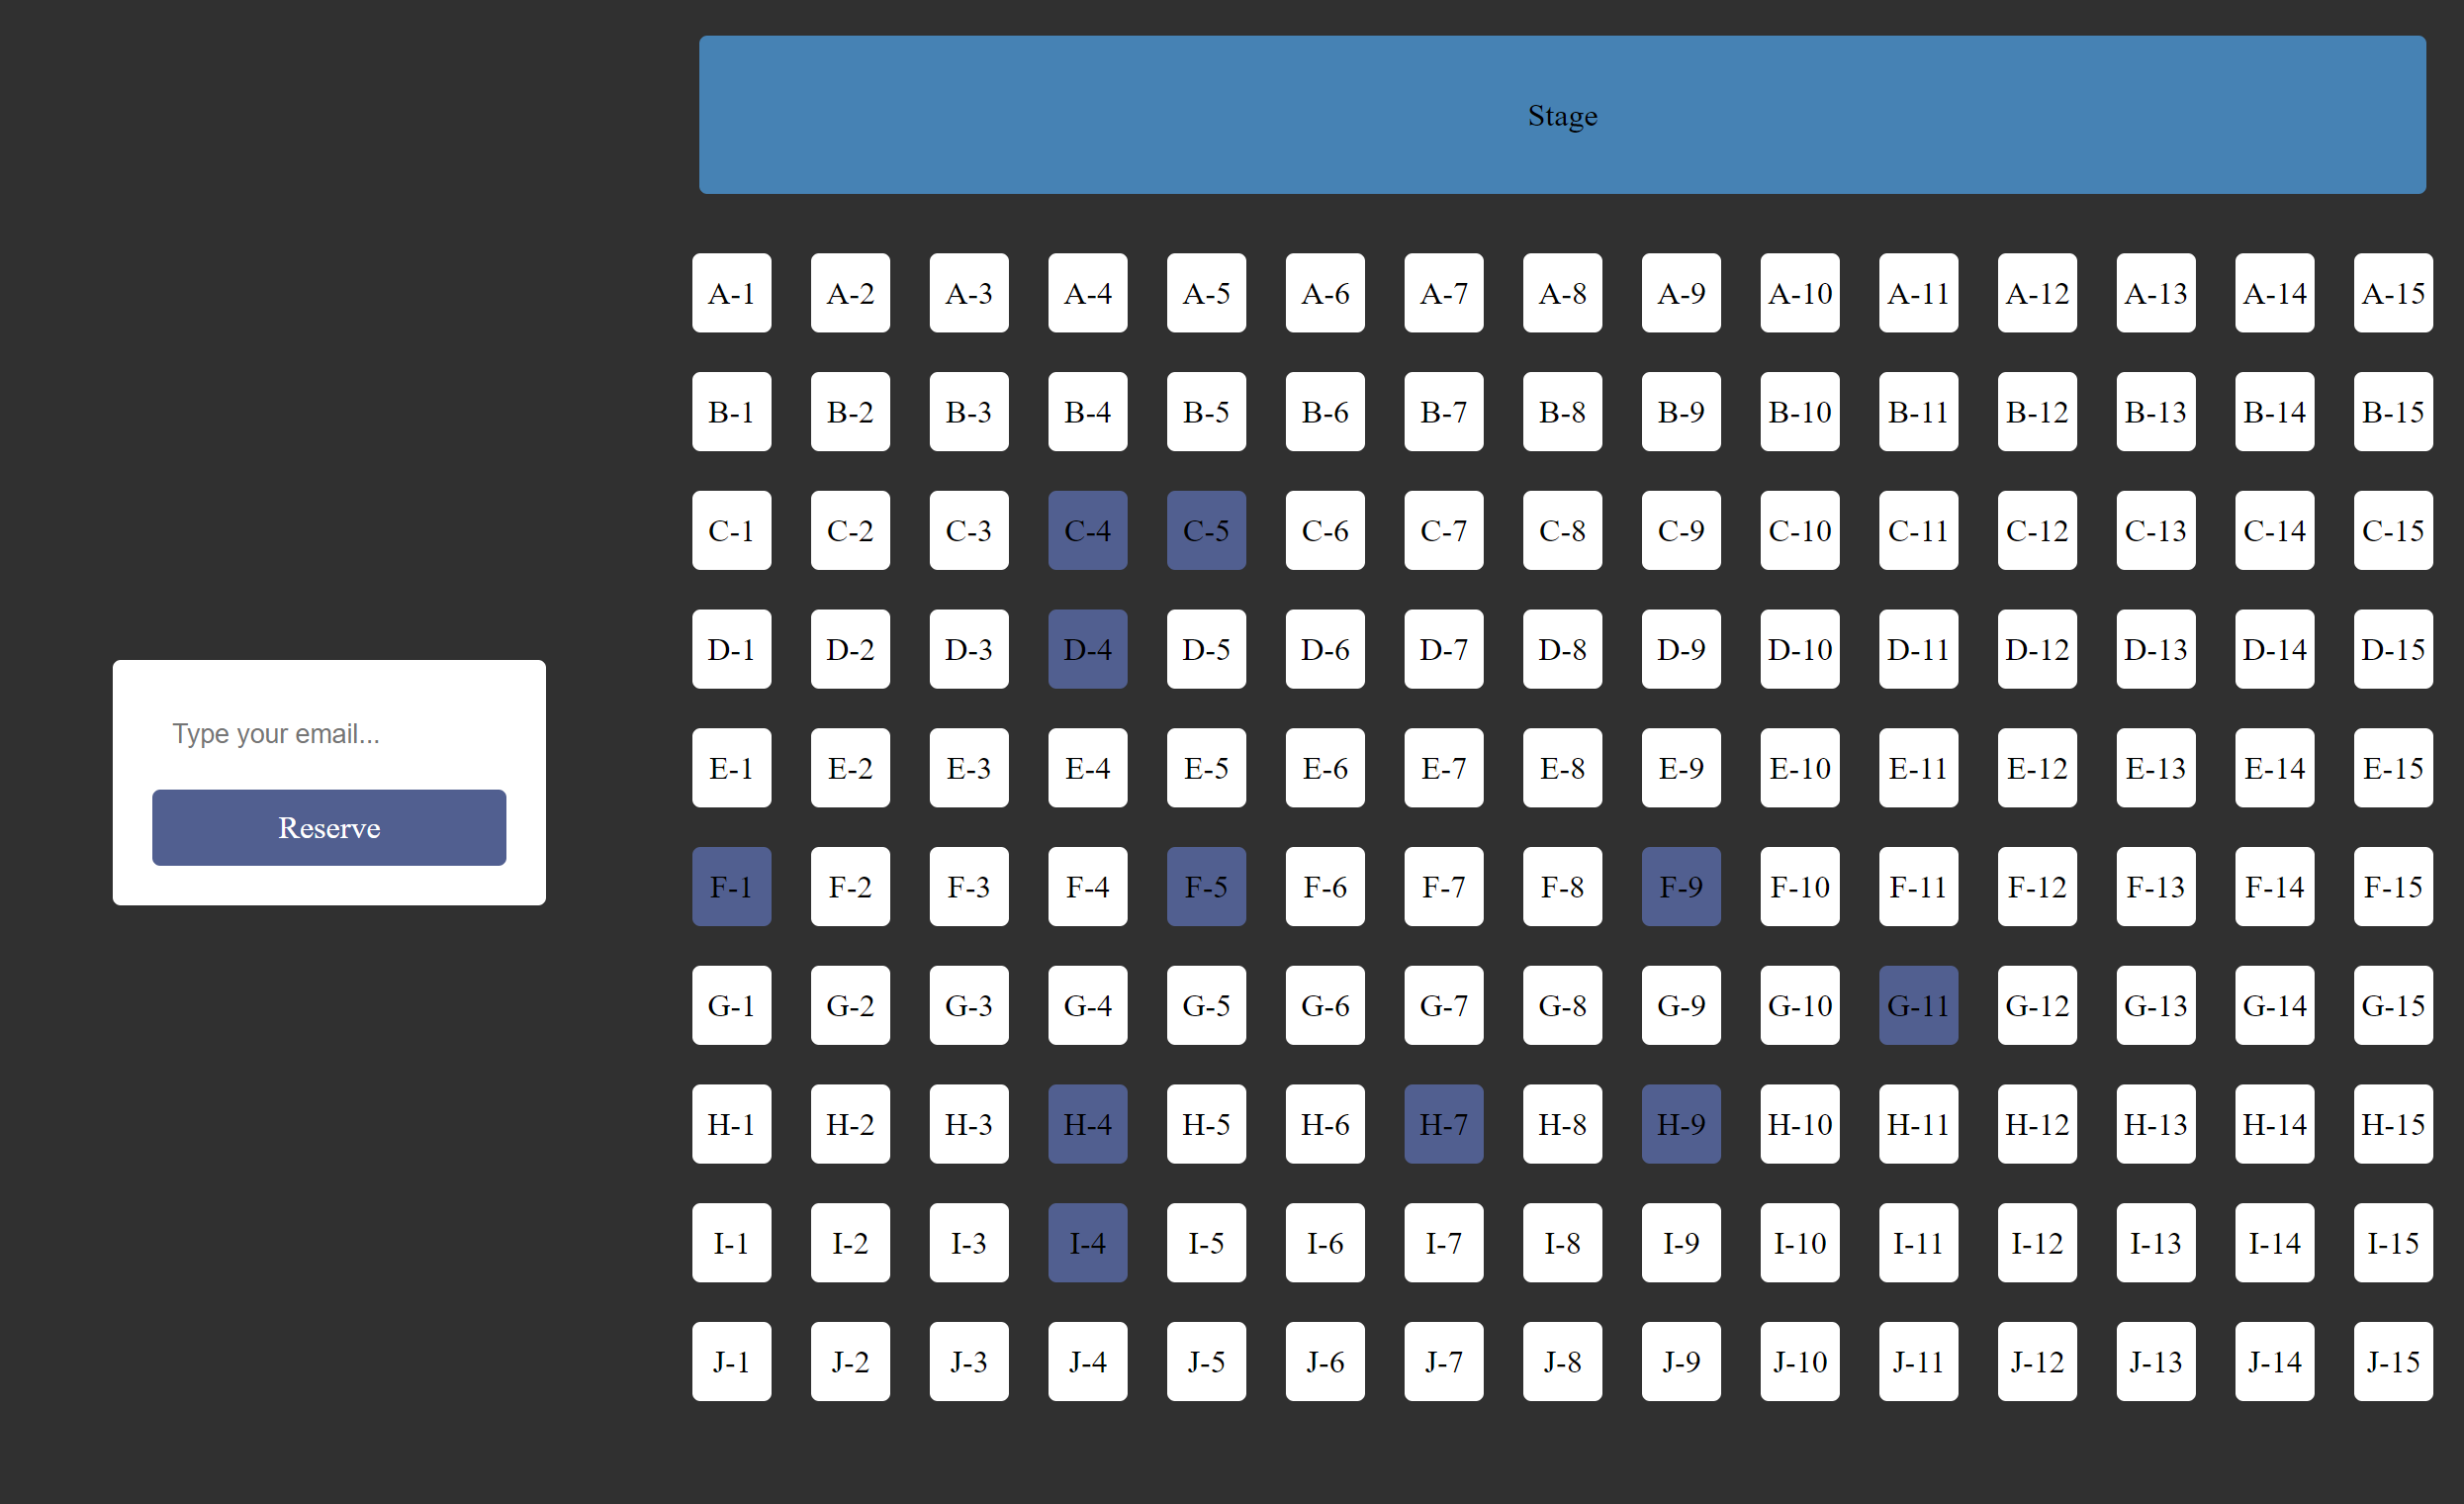 Stage
A-1 A-2 A-3 A-4 A-5 A-6 A-7 A-8 A-9 A-10 A-11 A-12 A-13 A-14 A-15
B-1 B-2 B-3 B-4 B-5 B-6 B-7 B-8 B-9 B-10 B-11 B-12 B-13 B-14 B-15
C-1 C-2 C-3 C-4 C-5 C-6 C-7 C-8 C-9 C-10 C-11 C-12 C-13 C-14 C-15
D-1 D-2 D-3 D-4 D-5 D-6 D-7 D-8 D-9 D-10 D-11 D-12 D-13 D-14 D-15
E-1 E-2 E-3 E-4 E-5 E-6 E-7 E-8 E-9 E-10 E-11 E-12 E-13 E-14 E-15
F-1 F-2 F-3 F-4 F-5 F-6 F-7 F-8 F-9 F-10 F-11 F-12 F-13 F-14 F-15
G-1 G-2 G-3 G-4 G-5 G-6 G-7 G-8 G-9 G-10 G-11 G-12 G-13 G-14 G-15
H-1 H-2 H-3 H-4 H-5 H-6 H-7 H-8 H-9 H-10 H-11 H-12 H-13 H-14 H-15
I-1 I-2 I-3 I-4 I-5 I-6 I-7 I-8 I-9 I-10 I-11 I-12 I-13 I-14 I-15
J-1 J-2 J-3 J-4 J-5 J-6 J-7 J-8 J-9 J-10 J-11 J-12 J-13 J-14 J-15
Type your email...
Reserve